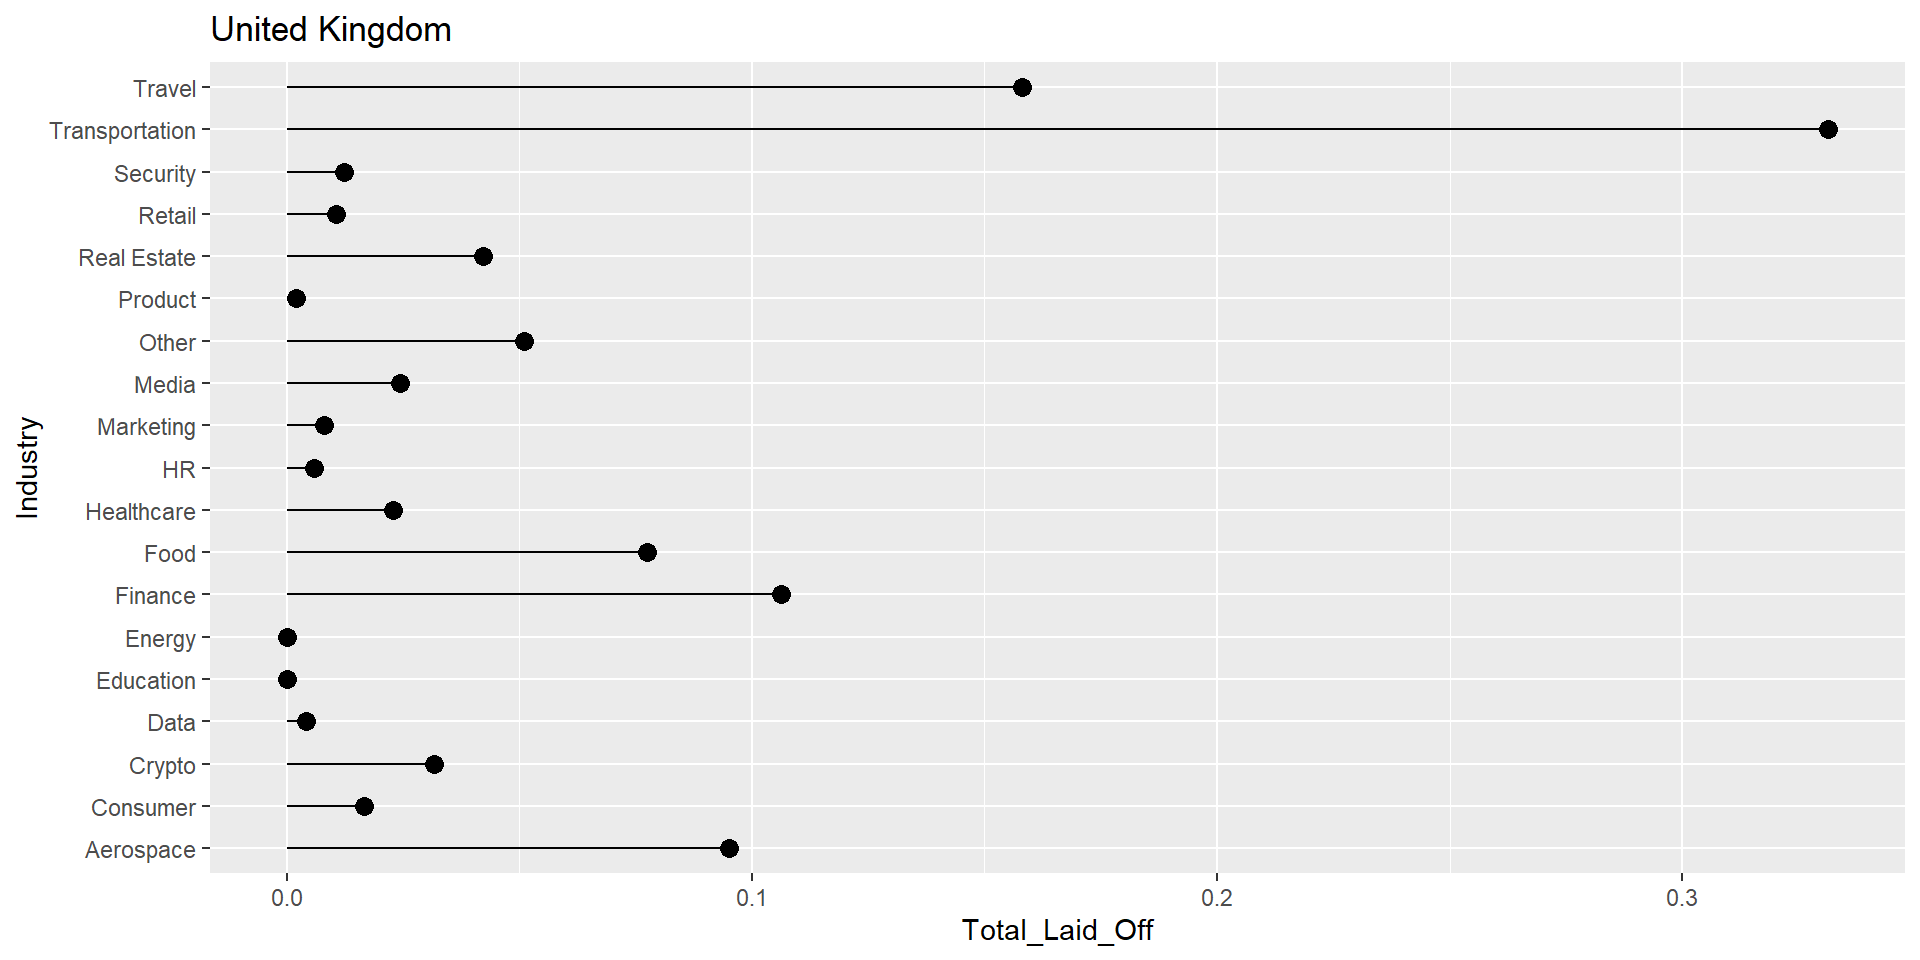 United Kingdom
Travel
Transportation
Security
Retail
Real Estate
Product
Other
Media
Marketing
HR
Healthcare
Food
Finance
Energy
Education
Data
Crypto
Consumer
Aerospace
Industry
0.0 0.1 0.2 0.3
Total_Laid_Off